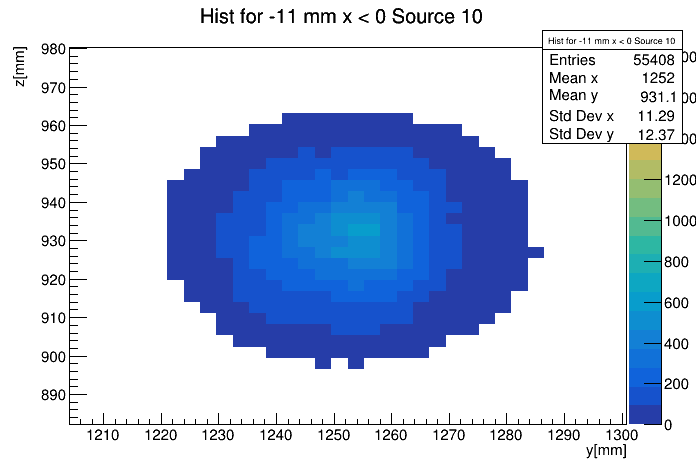 Hist for -11 mm x < 0 Source 10
Hist for -11 mm x < 0 Source 10
Entries 55408
Mean x 1252
Mean y 931.1
Std Dev x 11.29
Std Dev y 12.37
z[mm]
980
970
960
950
940
930
920
910
900
890
1210 1220 1230 1240 1250 1260 1270 1280 1290 1300
y[mm]
1200
1000
800
600
400
200
0